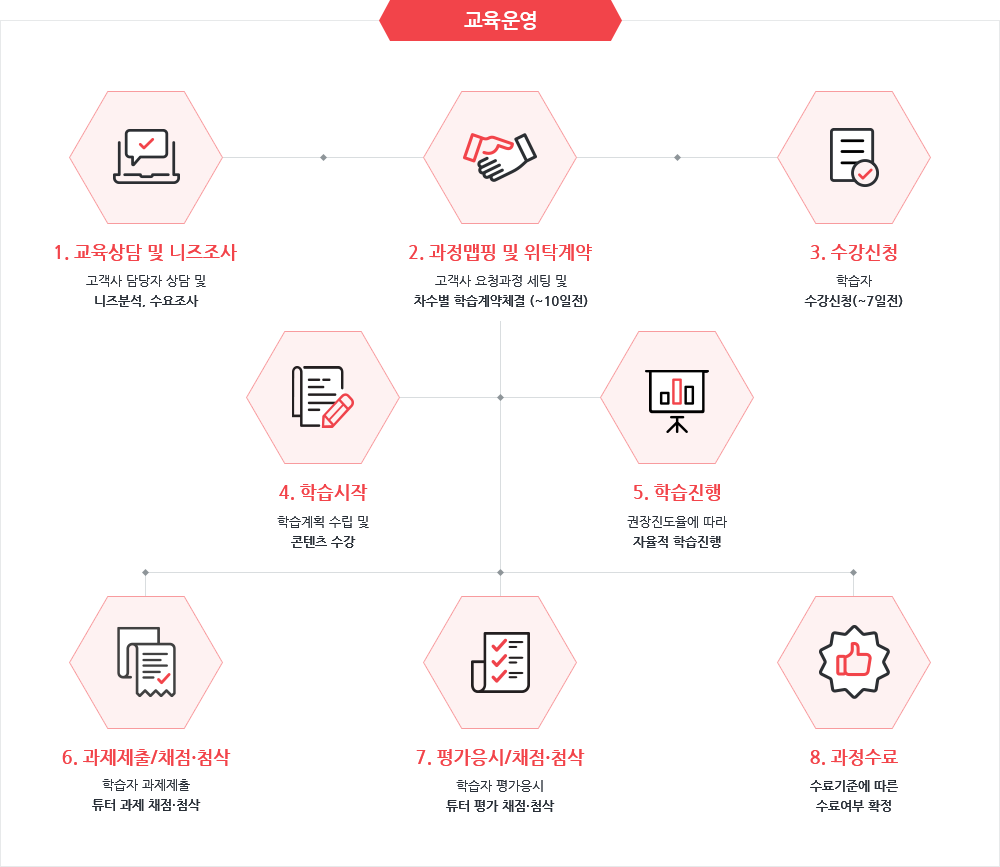 교육운영
1. 교육상담 및 니즈조사
고객사 담당자 상담 및
니즈분석, 수요조사
2. 과정맵핑 및 위탁계약
고객사 요청과정 세팅 및
차수별 학습계약체결 (~10일전)
3. 수강신청
학습자
수강신청(~7일전)
4. 학습시작
학습계획 수립 및
콘텐츠 수강
5. 학습진행
권장진도율에 따라
자율적 학습진행
6. 과제제출/채점·첨삭
학습자 과제제출
튜터 과제 채점·첨삭
7. 평가응시/채점·첨삭
학습자 평가응시
튜터 평가 채점·첨삭
8. 과정수료
수료기준에 따른
수료여부 확정